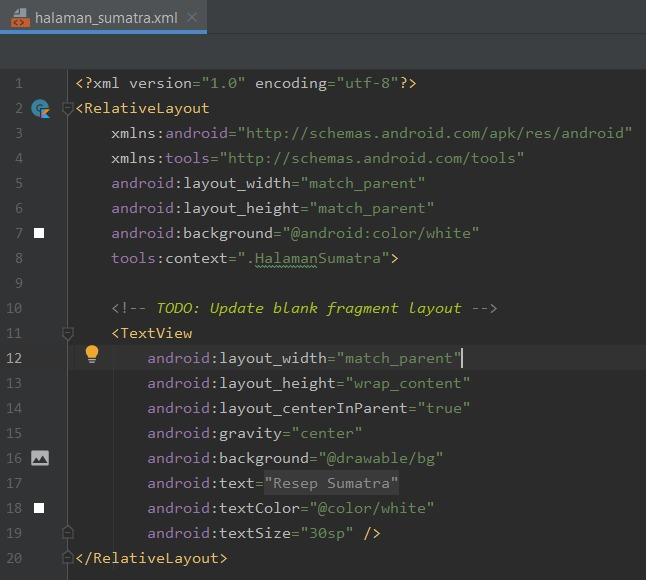 halaman_sumatra.xml
1 <?xml version="1.0" encoding="utf-8"?>
2 <RelativeLayout
3 xmlns:android="http://schemas.android.com/apk/res/android"
4 xmlns:tools="http://schemas.android.com/tools"
5 android:layout_width="match_parent"
6 android:layout_height="match_parent"
7 android:background="@android:color/white"
8 tools:context=".HalamanSumatra">
9
10 <!-- TODO: Update blank fragment layout -->
11 <TextView
12 android:layout_width="match_parent"
13 android:layout_height="wrap_content"
14 android:layout_centerInParent="true"
15 android:gravity="center"
16 android:background="@drawable/bg"
17 android:text="Resep Sumatra"
18 android:textColor="@color/white"
19 android:textSize="30sp" />
20 </RelativeLayout>